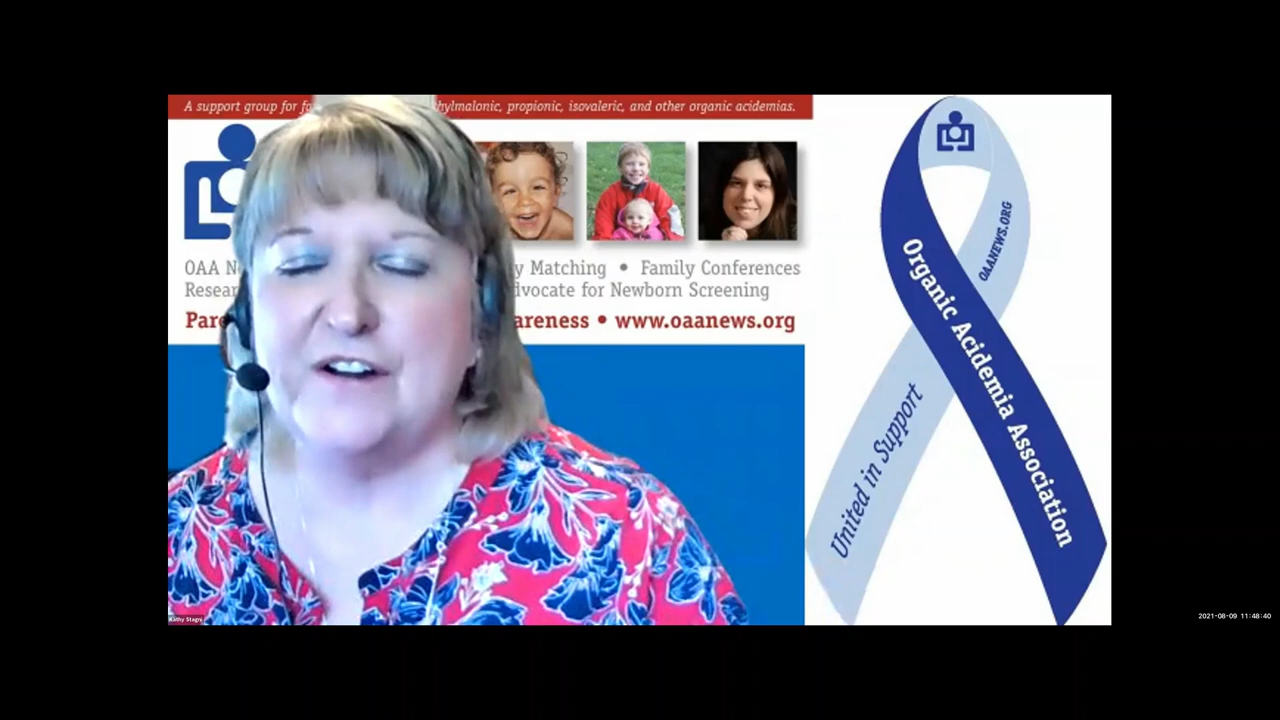 A support group for fa hylmalonic, propionic, isovaleric, and other organic acidemias.
OAA N y Matching • Family Conferences
Resear dvocate for Newborn Screening
Pare areness • www.oaanews.org
OAANEWS.ORG
Organic Acidemia Association
United in Support
Kathy Stagni
2021-08-09 11:48:40